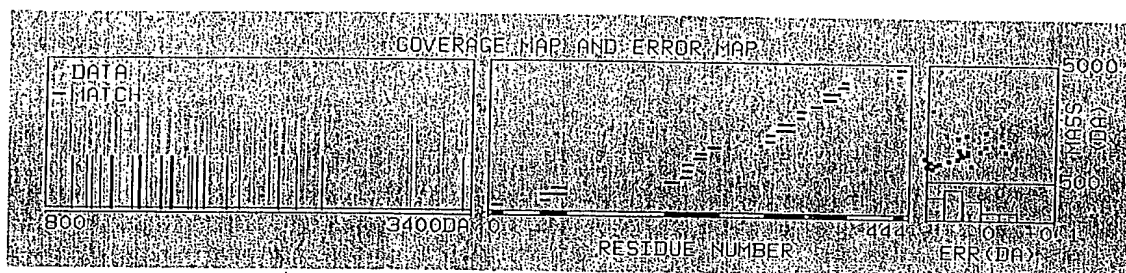 COVERAGE MAP AND ERROR MAP
DATA
MATCH
5000
MASS
(DA)
500
800
3400DA
0
444
RESIDUE NUMBER
ERR(DA)